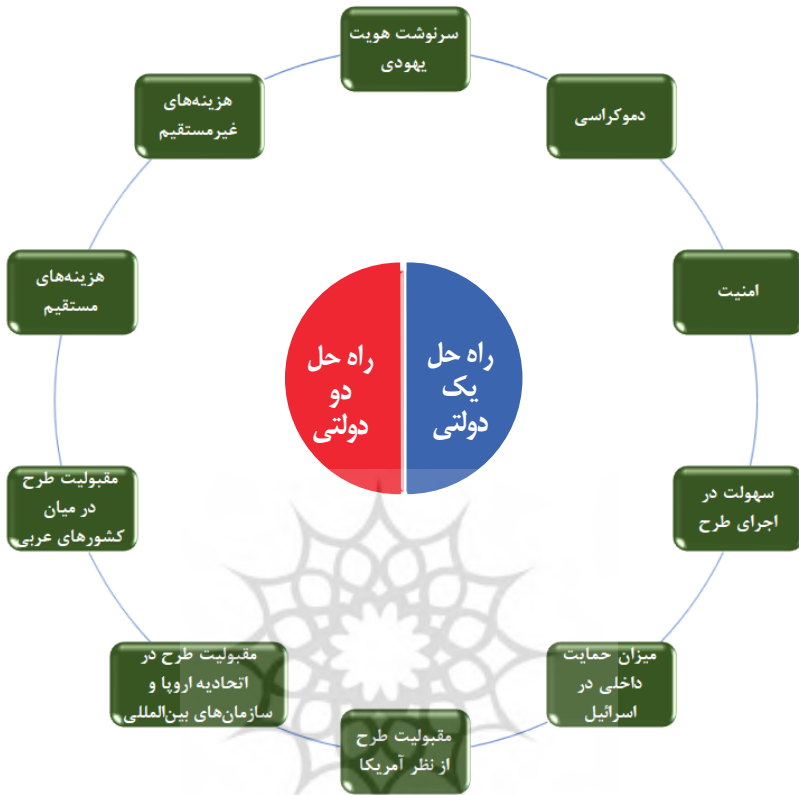 سرنوشت هویت
یهودی
دموکراسی
امنیت
سهولت در
اجرای طرح
میزان حمایت
داخلی در
اسرائیل
مقبولیت طرح
از نظر آمریکا
مقبولیت طرح در
اتحادیه اروپا و
سازمان‌های بین‌المللی
مقبولیت طرح
در میان
کشورهای عربی
هزینه‌های
مستقیم
هزینه‌های
غیرمستقیم
راه حل
یک
دولتی
راه حل
دو
دولتی